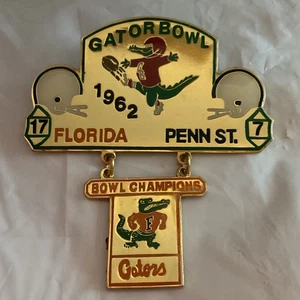 GATOR BOWL
1962
17 FLORIDA PENN ST. 7
BOWL CHAMPIONS
F
Gators